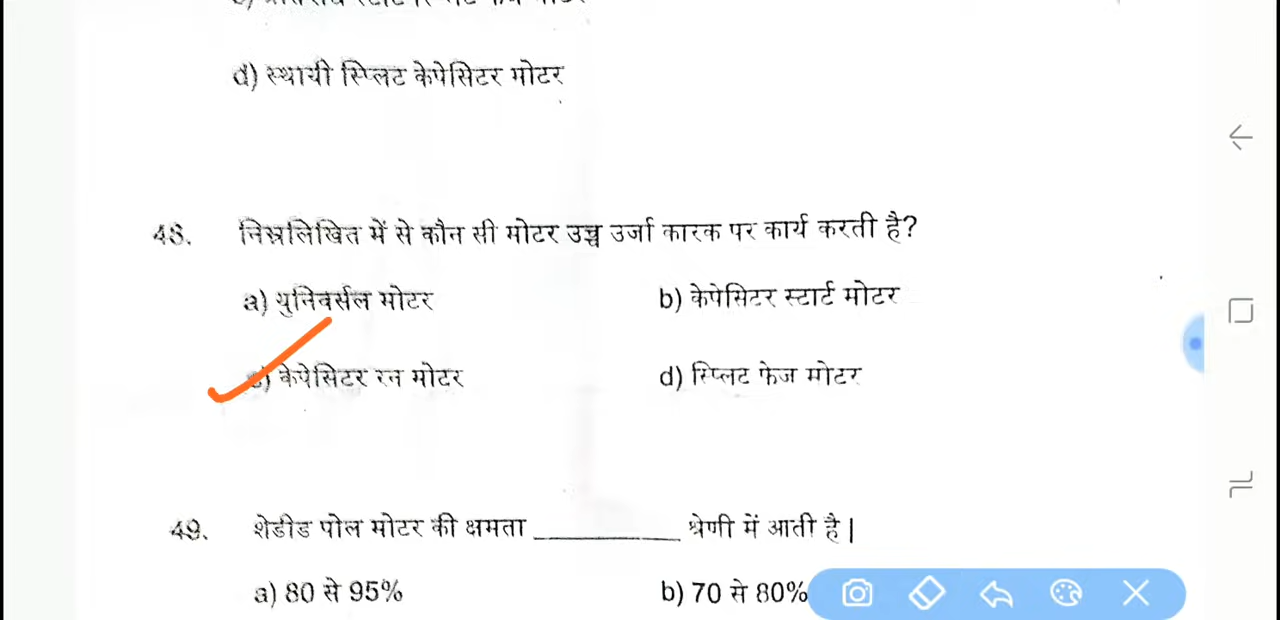 d) स्थायी स्प्लिट केपेसिटर मोटर
48. निम्नलिखित में से कौन सी मोटर उच्च उर्जा कारक पर कार्य करती है?
a) युनिवर्सल मोटर b) केपेसिटर स्टार्ट मोटर
c) केपेसिटर रन मोटर d) स्प्लिट फेज मोटर
49. शेडीड पोल मोटर की क्षमता __________ श्रेणी में आती है|
a) 80 से 95% b) 70 से 80%